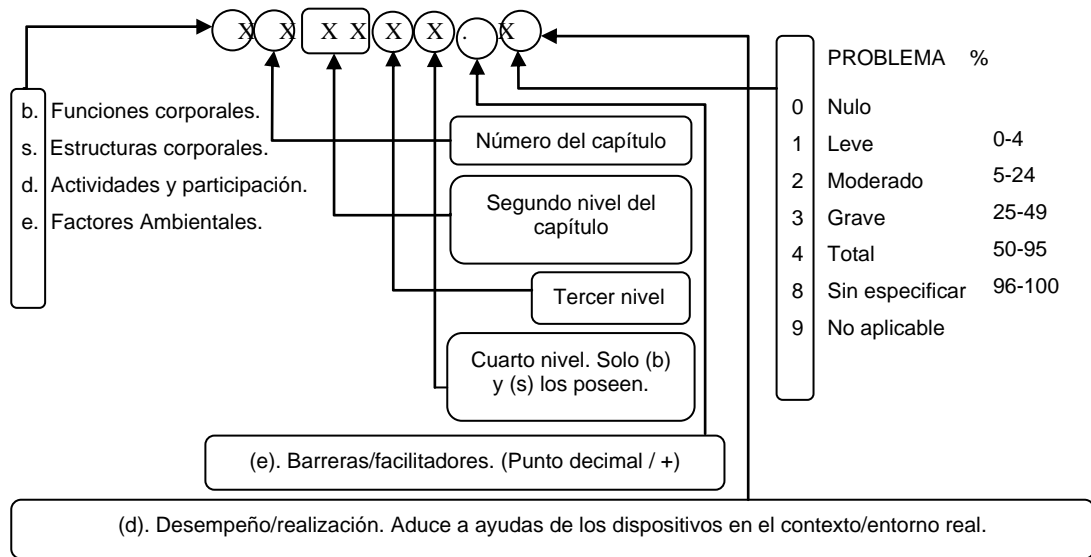 X X X X X X . X
PROBLEMA %
b. Funciones corporales.
s. Estructuras corporales.
d. Actividades y participación.
e. Factores Ambientales.
Número del capítulo
Segundo nivel del
capítulo
Tercer nivel
Cuarto nivel. Solo (b)
y (s) los poseen.
0 Nulo
1 Leve 0-4
2 Moderado 5-24
3 Grave 25-49
4 Total 50-95
8 Sin especificar 96-100
9 No aplicable
(e). Barreras/facilitadores. (Punto decimal / +)
(d). Desempeño/realización. Aduce a ayudas de los dispositivos en el contexto/entorno real.